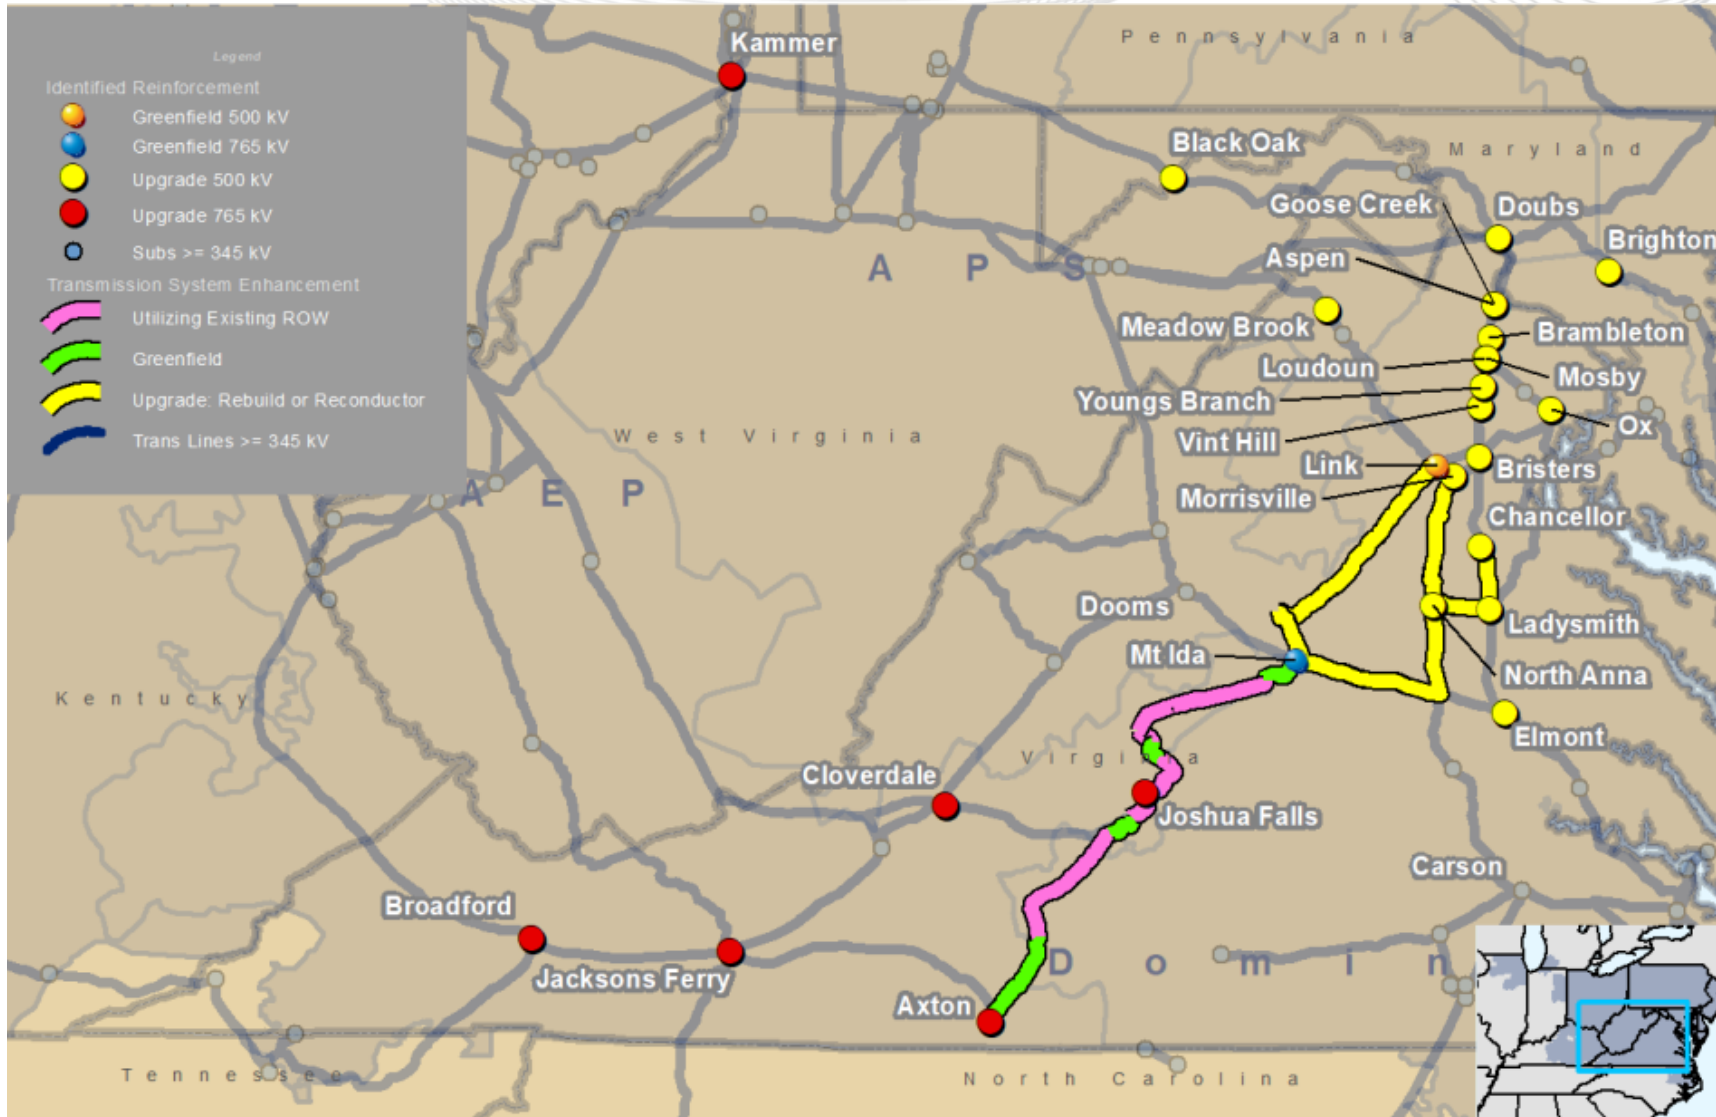 Legend
Identified Reinforcement
Greenfield 500 kV
Greenfield 765 kV
Upgrade 500 kV
Upgrade 765 kV
Subs >= 345 kV
Transmission System Enhancement
Utilizing Existing ROW
Greenfield
Upgrade: Rebuild or Reconductor
Trans Lines >= 345 kV
Kammer
Pennsylvania
Black Oak
Maryland
Goose Creek
Doubs
Brighton
Aspen
APS
Meadow Brook
Brambleton
Loudoun
Mosby
Youngs Branch
Ox
West Virginia
Vint Hill
Link
Bristers
AEP
Morrisville
Chancellor
Dooms
Ladysmith
Mt Ida
North Anna
Kentucky
Elmont
Virginia
Cloverdale
Joshua Falls
Carson
Broadford
Jacksons Ferry
Domin
Axton
Tennessee
North Carolina